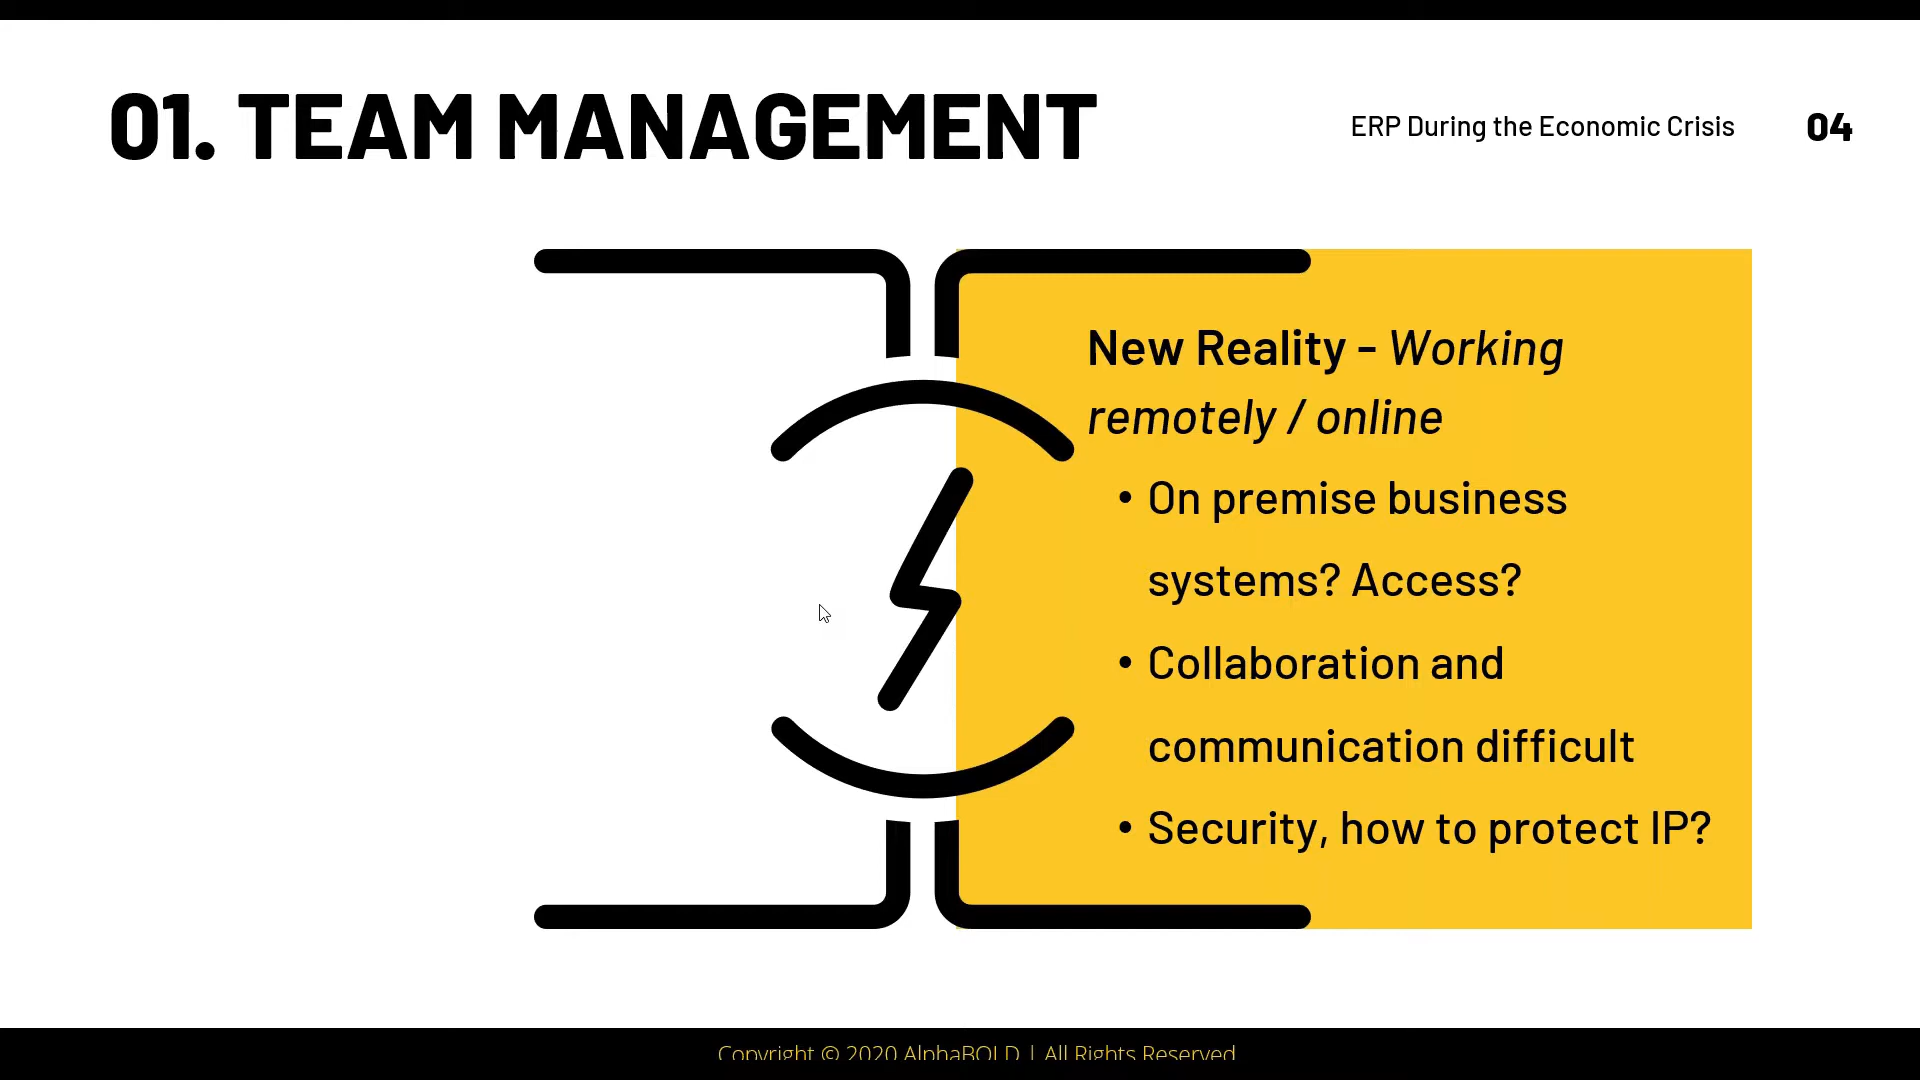 01. TEAM MANAGEMENT
ERP During the Economic Crisis
04
New Reality - Working
remotely / online
• On premise business
systems? Access?
• Collaboration and
communication difficult
• Security, how to protect IP?
Copyright © 2020 AlphaBOLD | All Rights Reserved